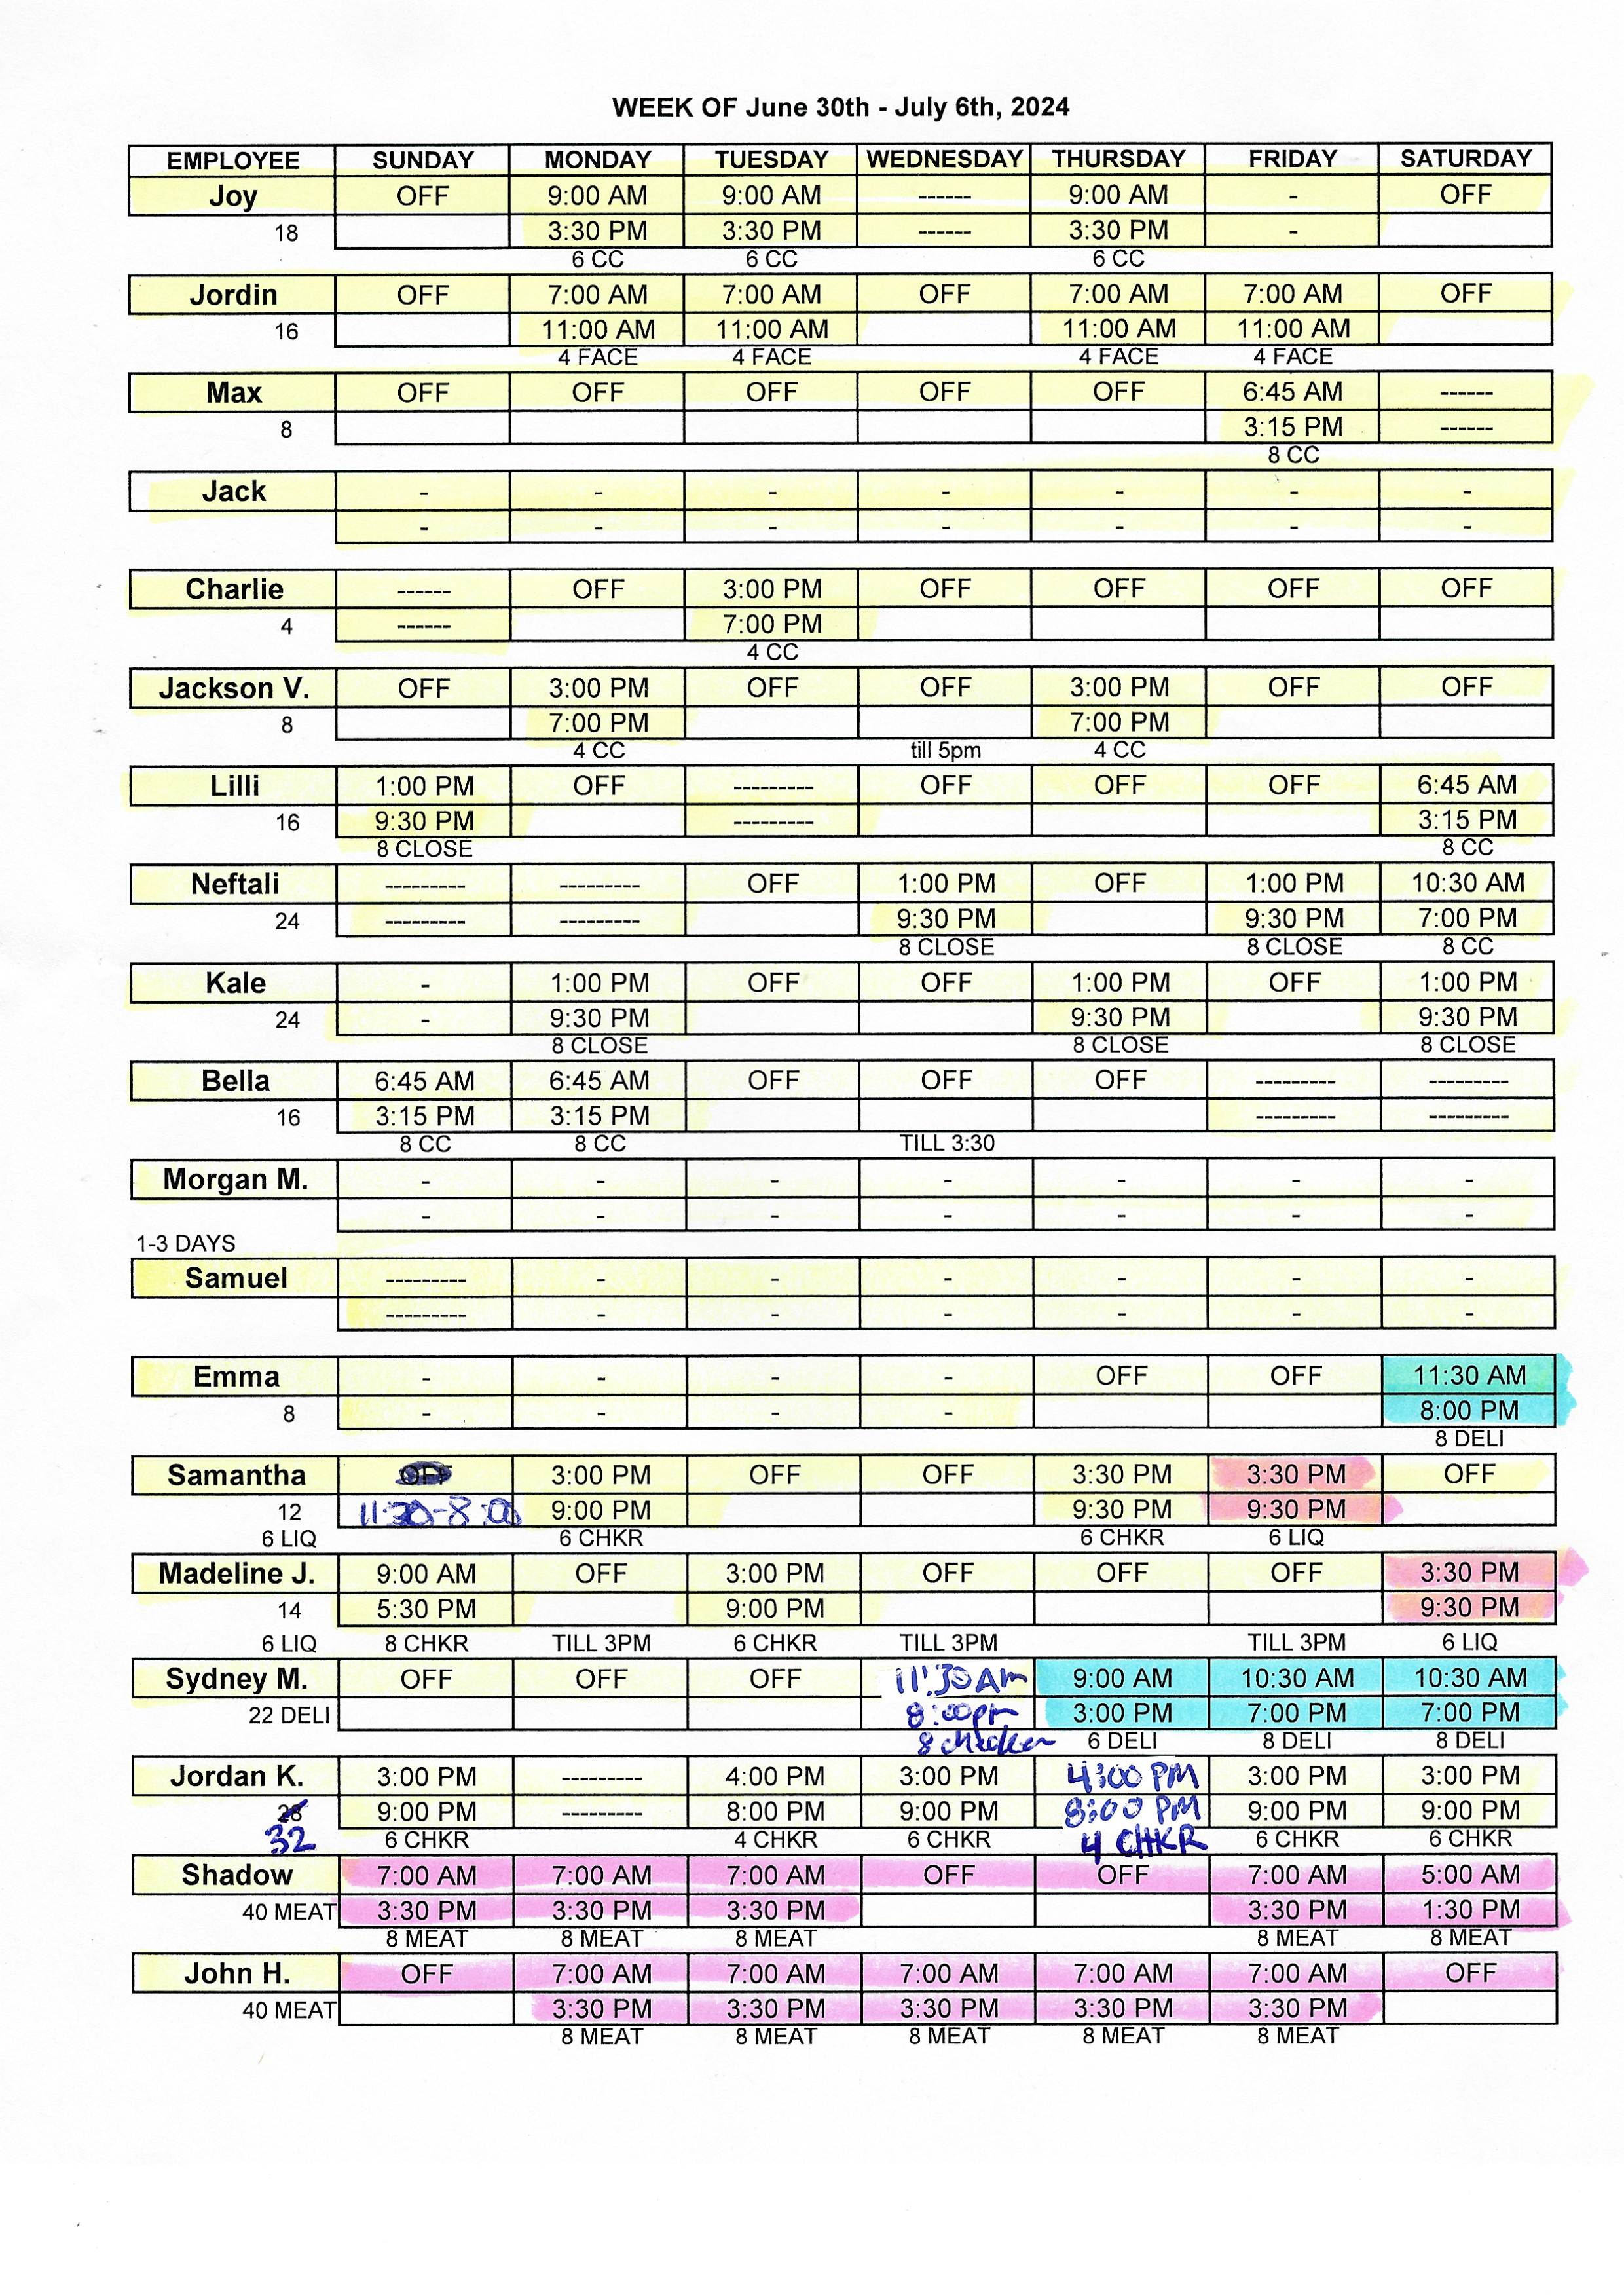 WEEK OF June 30th - July 6th, 2024
EMPLOYEE SUNDAY MONDAY TUESDAY WEDNESDAY THURSDAY FRIDAY SATURDAY
Joy OFF 9:00 AM 9:00 AM ------ 9:00 AM - OFF
18 3:30 PM 3:30 PM ------ 3:30 PM -
6 CC 6 CC 6 CC
Jordin OFF 7:00 AM 7:00 AM OFF 7:00 AM 7:00 AM OFF
16 11:00 AM 11:00 AM 11:00 AM 11:00 AM
4 FACE 4 FACE 4 FACE 4 FACE
Max OFF OFF OFF OFF OFF 6:45 AM ------
8 3:15 PM ------
8 CC
Jack - - - - - - -
- - - - - - -
Charlie ------ OFF 3:00 PM OFF OFF OFF OFF
4 ------ 7:00 PM
4 CC
Jackson V. OFF 3:00 PM OFF OFF 3:00 PM OFF OFF
8 7:00 PM 7:00 PM
4 CC till 5pm 4 CC
Lilli 1:00 PM OFF --------- OFF OFF OFF 6:45 AM
16 9:30 PM --------- 3:15 PM
8 CLOSE 8 CC
Neftali --------- --------- OFF 1:00 PM OFF 1:00 PM 10:30 AM
24 --------- --------- 9:30 PM 9:30 PM 7:00 PM
8 CLOSE 8 CLOSE 8 CC
Kale - 1:00 PM OFF OFF 1:00 PM OFF 1:00 PM
24 - 9:30 PM 9:30 PM 9:30 PM
8 CLOSE 8 CLOSE 8 CLOSE
Bella 6:45 AM 6:45 AM OFF OFF OFF --------- ---------
16 3:15 PM 3:15 PM --------- ---------
8 CC 8 CC TILL 3:30
Morgan M. - - - - - - -
- - - - - - -
1-3 DAYS
Samuel --------- - - - - - -
--------- - - - - - -
Emma - - - - OFF OFF 11:30 AM
8 - - - - 8:00 PM
8 DELI
Samantha OFF 3:00 PM OFF OFF 3:30 PM 3:30 PM OFF
12 11:30-8:00 9:00 PM 9:30 PM 9:30 PM
6 LIQ 6 CHKR 6 CHKR 6 LIQ
Madeline J. 9:00 AM OFF 3:00 PM OFF OFF OFF 3:30 PM
14 5:30 PM 9:00 PM 9:30 PM
6 LIQ 8 CHKR TILL 3PM 6 CHKR TILL 3PM TILL 3PM 6 LIQ
Sydney M. OFF OFF OFF 11:30 Am 9:00 AM 10:30 AM 10:30 AM
22 DELI 8:00pm 3:00 PM 7:00 PM 7:00 PM
8 checker 6 DELI 8 DELI 8 DELI
Jordan K. 3:00 PM --------- 4:00 PM 3:00 PM 4:00 PM 3:00 PM 3:00 PM
28 9:00 PM --------- 8:00 PM 9:00 PM 8:00 PM 9:00 PM 9:00 PM
32 6 CHKR 4 CHKR 6 CHKR 4 CHKR 6 CHKR 6 CHKR
Shadow 7:00 AM 7:00 AM 7:00 AM OFF OFF 7:00 AM 5:00 AM
40 MEAT 3:30 PM 3:30 PM 3:30 PM 3:30 PM 1:30 PM
8 MEAT 8 MEAT 8 MEAT 8 MEAT 8 MEAT
John H. OFF 7:00 AM 7:00 AM 7:00 AM 7:00 AM 7:00 AM OFF
40 MEAT 3:30 PM 3:30 PM 3:30 PM 3:30 PM 3:30 PM
8 MEAT 8 MEAT 8 MEAT 8 MEAT 8 MEAT